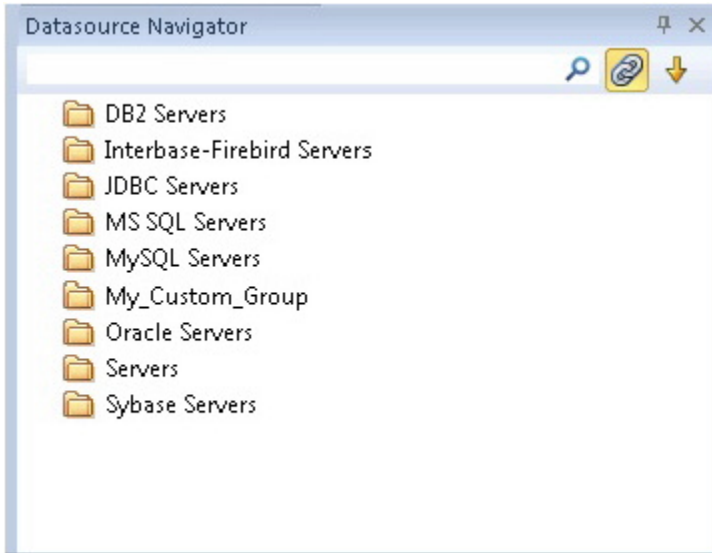 Datasource Navigator
DB2 Servers
Interbase-Firebird Servers
JDBC Servers
MS SQL Servers
MySQL Servers
My_Custom_Group
Oracle Servers
Servers
Sybase Servers